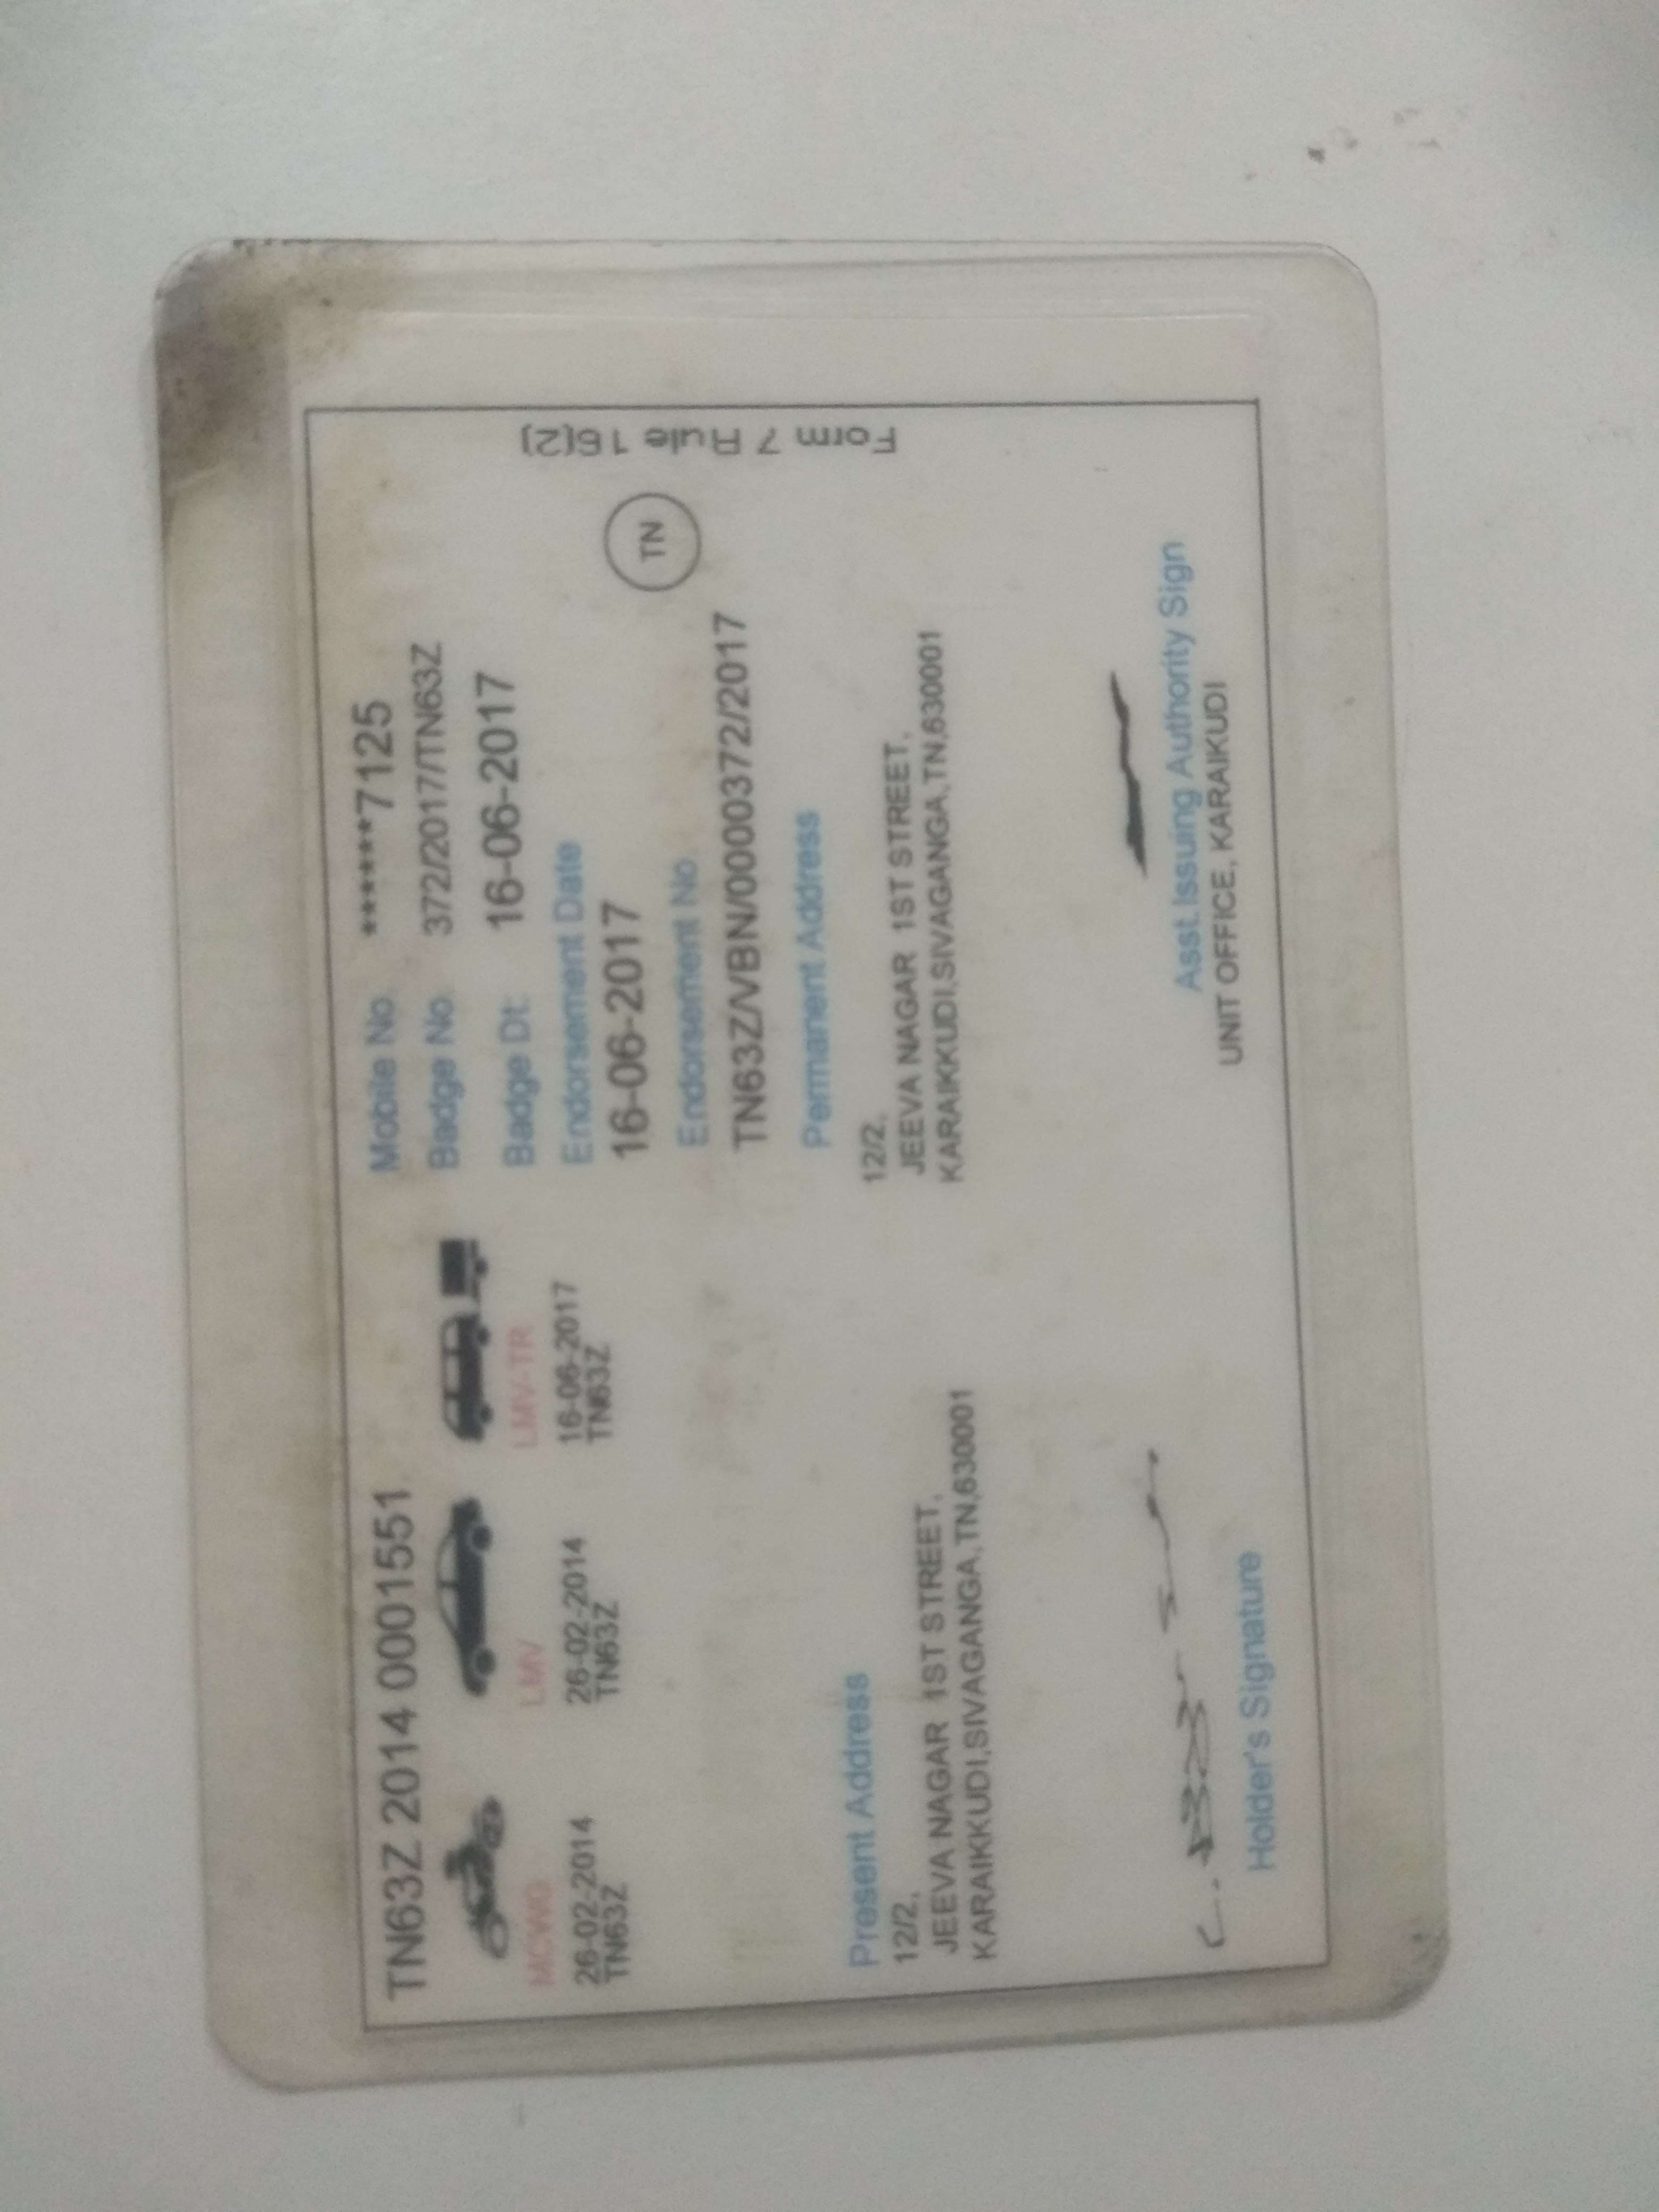 TN63Z 2014 0001551
MCWG LMV LMV-TR
26-02-2014 26-02-2014 16-06-2017
TN63Z TN63Z TN63Z
Mobile No. ******7125
Badge No. 372/2017/TN63Z
Badge Dt. 16-06-2017
Endorsement Date
16-06-2017
Endorsement No.
TN63Z/VBN/0000372/2017
TN
Form 7 Rule 16(2)
Present Address
12/2,
JEEVA NAGAR 1ST STREET,
KARAIKKUDI,SIVAGANGA,TN,630001
Permanent Address
12/2,
JEEVA NAGAR 1ST STREET,
KARAIKKUDI,SIVAGANGA,TN,630001
Holder's Signature
Asst.Issuing Authority Sign
UNIT OFFICE, KARAIKUDI